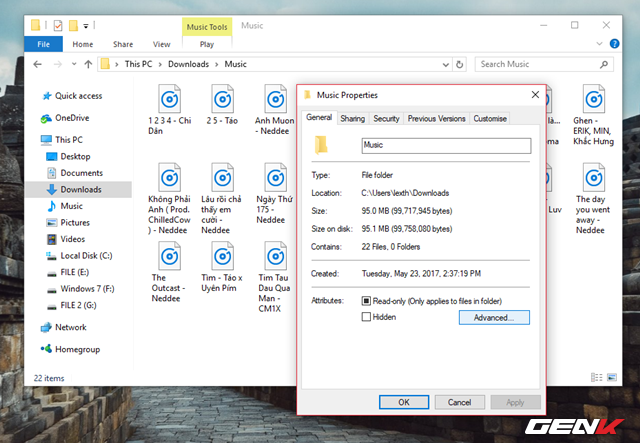 Music Tools
Music
File
Home
Share
View
Play
This PC
Downloads
Music
Search Music
Quick access
OneDrive
This PC
Desktop
Documents
Downloads
Music
Pictures
Videos
Local Disk (C:)
FILE (E:)
Windows 7 (F:)
FILE 2 (G:)
Network
Homegroup
1 2 3 4 - Chi
Dân
2 5 - Táo
Anh Muon
- Neddee
Ghen -
ERIK, MIN,
Khắc Hưng
Không Phải
Anh ( Prod.
ChilledCow
) - Neddee
Lâu rồi chả
thấy em
cười -
Neddee
Ngày Thứ
175 -
Neddee
Luv
The day
you went
away -
The
Outcast -
Neddee
Tim - Táo x
Uyên Pím
Tim Tau
Dau Qua
Man -
CM1X
22 items
Music Properties
General
Sharing
Security
Previous Versions
Customise
Music
Type:
File folder
Location:
C:\Users\lexth\Downloads
Size:
95.0 MB (99,717,945 bytes)
Size on disk:
95.1 MB (99,758,080 bytes)
Contains:
22 Files, 0 Folders
Created:
Tuesday, May 23, 2017, 2:37:19 PM
Attributes:
Read-only (Only applies to files in folder)
Hidden
Advanced...
OK
Cancel
Apply
GENK